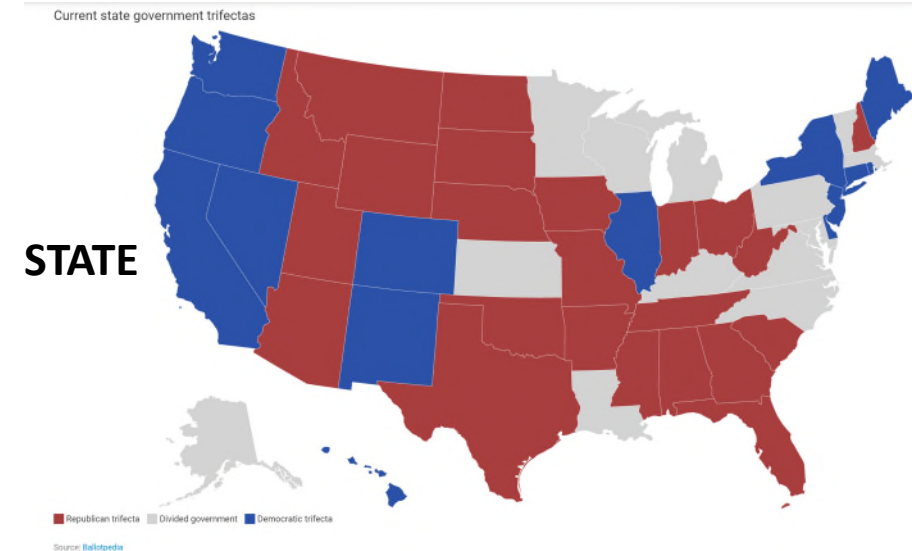 Current state government trifectas
STATE
Republican trifecta Divided government Democratic trifecta
Source: Ballotpedia